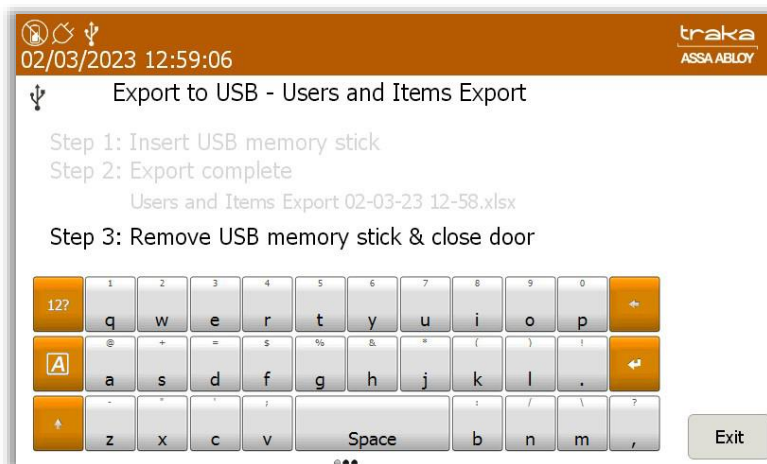 traka
02/03/2023 12:59:06
ASSA ABLOY
Export to USB - Users and Items Export
Step 1: Insert USB memory stick
Step 2: Export complete
Users and Items Export 02-03-23 12-58.xlsx
Step 3: Remove USB memory stick & close door
1 2 3 4 5 6 7 8 9 0
12? q w e r t y u i o p
@ + = $ % & * ( ) !
A a s d f g h j k l .
- " ' ; : / \ ?
z x c v Space b n m ,
Exit